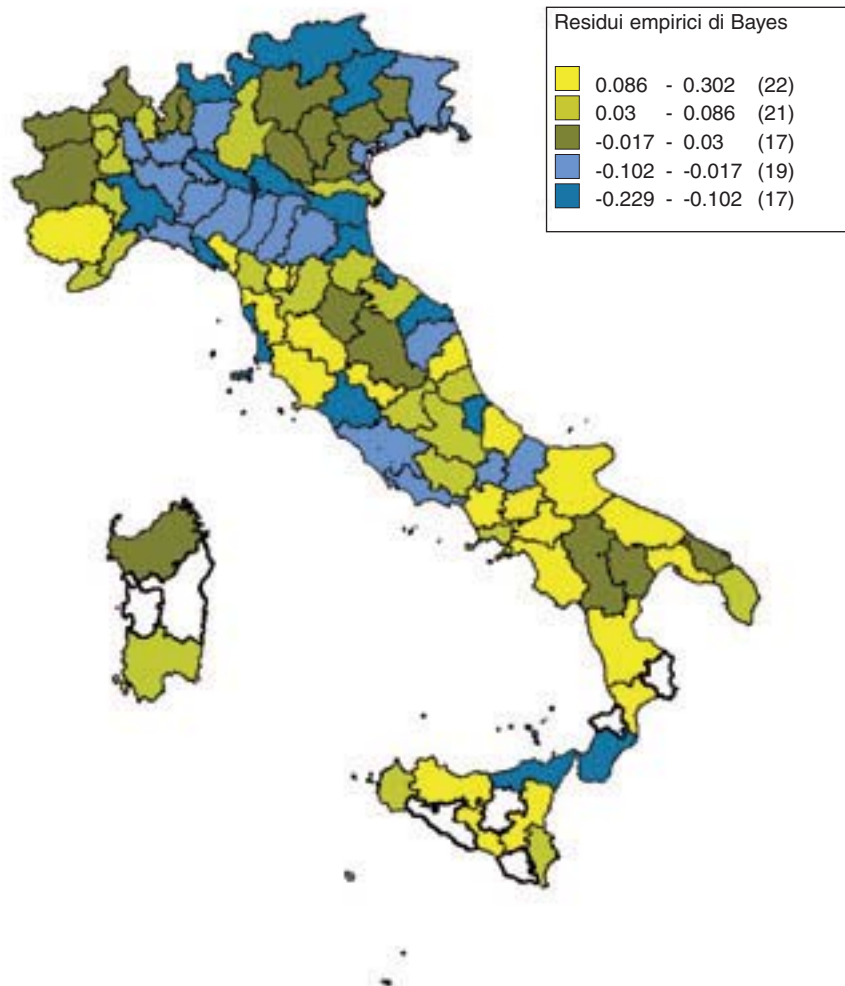 Residui empirici di Bayes
0.086 - 0.302 (22)
0.03 - 0.086 (21)
-0.017 - 0.03 (17)
-0.102 - -0.017 (19)
-0.229 - -0.102 (17)